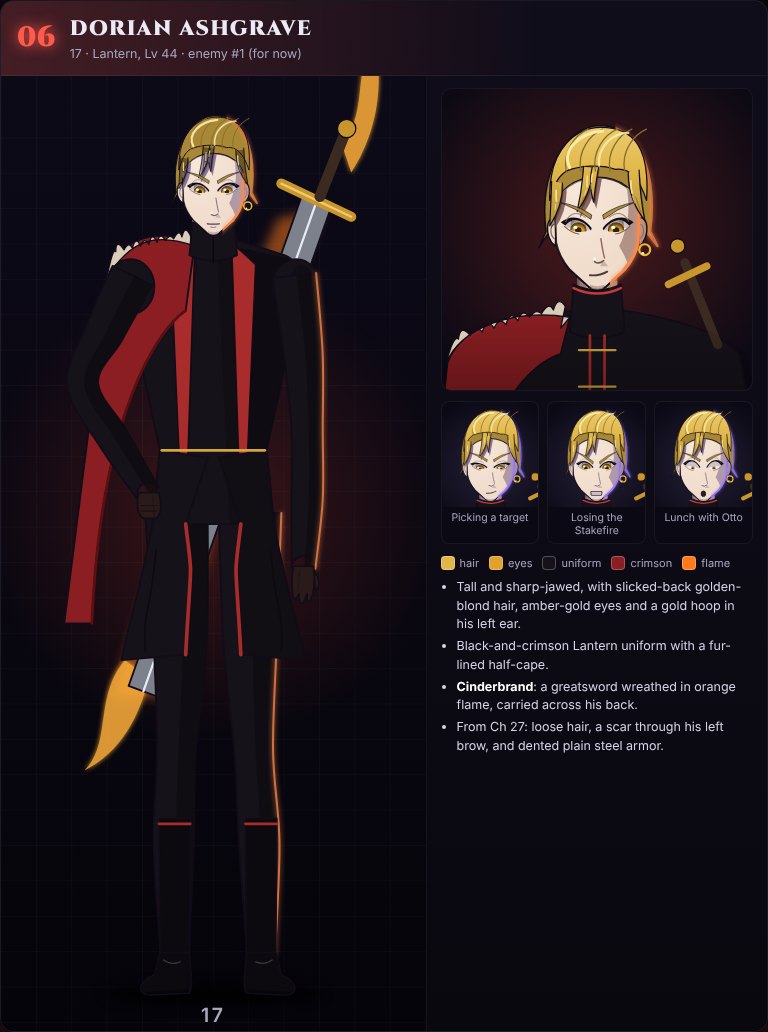 06 DORIAN ASHGRAVE
17 · Lantern, Lv 44 · enemy #1 (for now)
Picking a target
Losing the
Stakefire
Lunch with Otto
hair eyes uniform crimson flame
• Tall and sharp-jawed, with slicked-back golden-
blond hair, amber-gold eyes and a gold hoop in
his left ear.
• Black-and-crimson Lantern uniform with a fur-
lined half-cape.
• Cinderbrand: a greatsword wreathed in orange
flame, carried across his back.
• From Ch 27: loose hair, a scar through his left
brow, and dented plain steel armor.
17